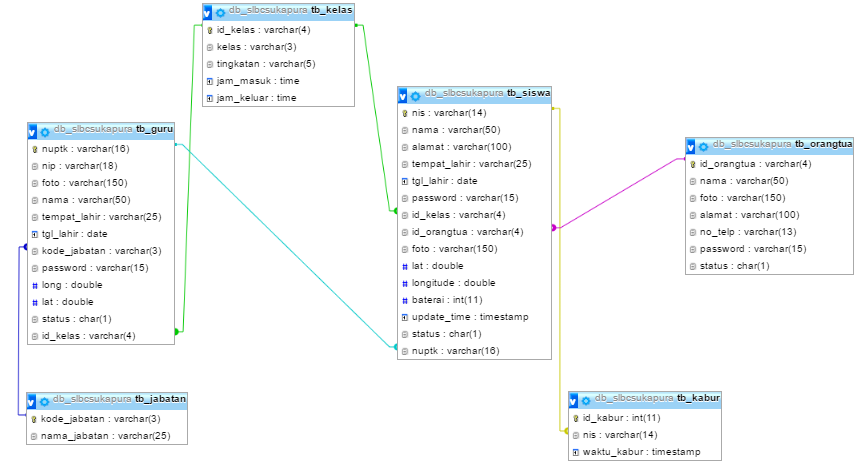 db_slbcsukapura tb_kelas
id_kelas : varchar(4)
kelas : varchar(3)
tingkatan : varchar(5)
jam_masuk : time
jam_keluar : time
db_slbcsukapura tb_guru
nuptk : varchar(16)
nip : varchar(18)
foto : varchar(150)
nama : varchar(50)
tempat_lahir : varchar(25)
tgl_lahir : date
kode_jabatan : varchar(3)
password : varchar(15)
long : double
lat : double
status : char(1)
id_kelas : varchar(4)
db_slbcsukapura tb_jabatan
kode_jabatan : varchar(3)
nama_jabatan : varchar(25)
db_slbcsukapura tb_siswa
nis : varchar(14)
nama : varchar(50)
alamat : varchar(100)
tempat_lahir : varchar(25)
tgl_lahir : date
password : varchar(15)
id_kelas : varchar(4)
id_orangtua : varchar(4)
foto : varchar(150)
lat : double
longitude : double
baterai : int(11)
update_time : timestamp
status : char(1)
nuptk : varchar(16)
db_slbcsukapura tb_orangtua
id_orangtua : varchar(4)
nama : varchar(50)
foto : varchar(150)
alamat : varchar(100)
no_telp : varchar(13)
password : varchar(15)
status : char(1)
db_slbcsukapura tb_kabur
id_kabur : int(11)
nis : varchar(14)
waktu_kabur : timestamp